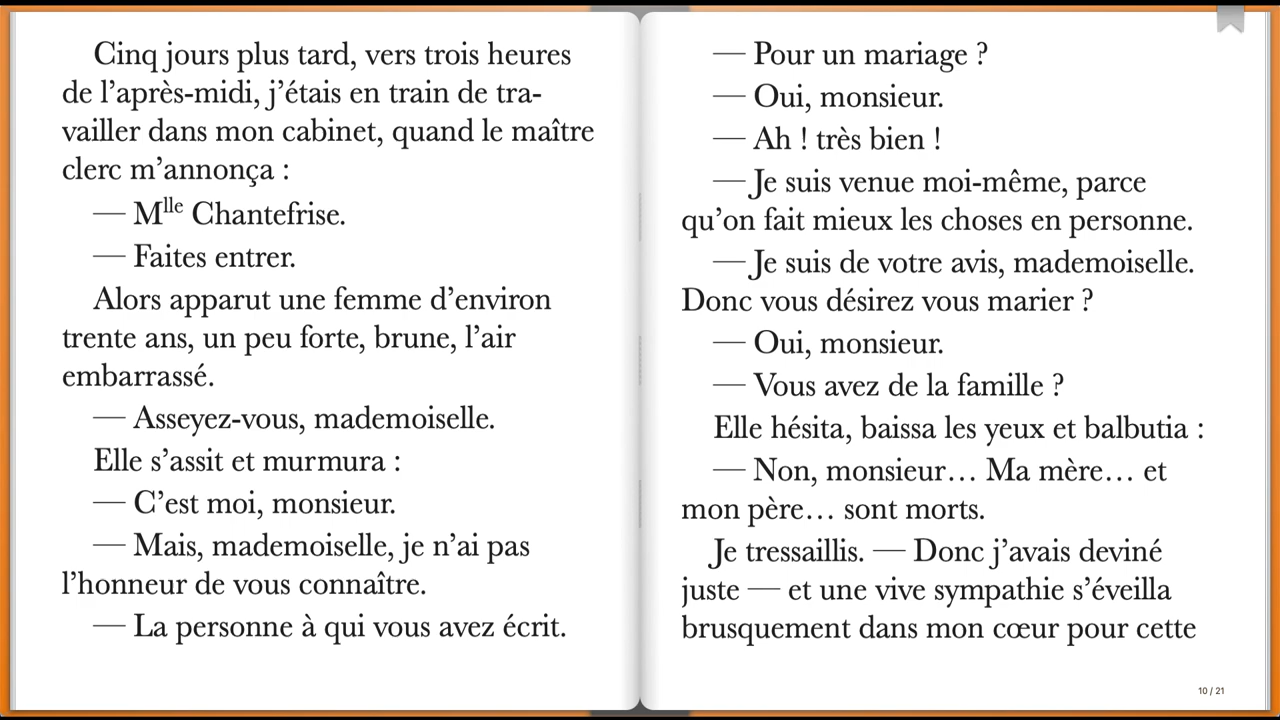 Cinq jours plus tard, vers trois heures
de l’après-midi, j’étais en train de tra-
vailler dans mon cabinet, quand le maître
clerc m’annonça :
— Mlle Chantefrise.
— Faites entrer.
Alors apparut une femme d’environ
trente ans, un peu forte, brune, l’air
embarrassé.
— Asseyez-vous, mademoiselle.
Elle s’assit et murmura :
— C’est moi, monsieur.
— Mais, mademoiselle, je n’ai pas
l’honneur de vous connaître.
— La personne à qui vous avez écrit.
— Pour un mariage ?
— Oui, monsieur.
— Ah ! très bien !
— Je suis venue moi-même, parce
qu’on fait mieux les choses en personne.
— Je suis de votre avis, mademoiselle.
Donc vous désirez vous marier ?
— Oui, monsieur.
— Vous avez de la famille ?
Elle hésita, baissa les yeux et balbutia :
— Non, monsieur… Ma mère… et
mon père… sont morts.
Je tressaillis. — Donc j’avais deviné
juste — et une vive sympathie s’éveilla
brusquement dans mon cœur pour cette
10 / 21